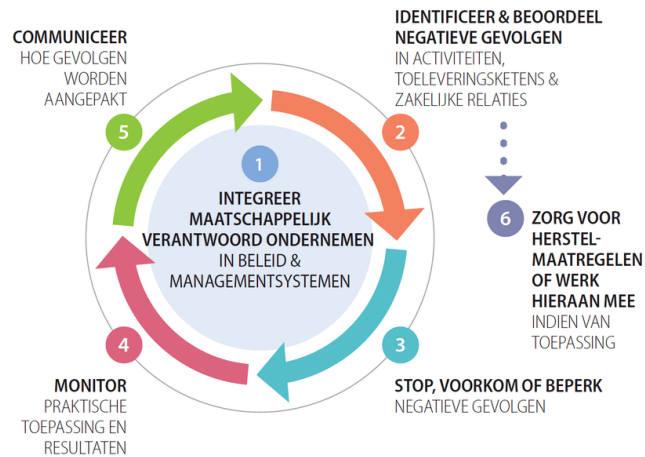 1
INTEGREER
MAATSCHAPPELIJK
VERANTWOORD ONDERNEMEN
IN BELEID &
MANAGEMENTSYSTEMEN
2
IDENTIFICEER & BEOORDEEL
NEGATIEVE GEVOLGEN
IN ACTIVITEITEN,
TOELEVERINGSKETENS &
ZAKELIJKE RELATIES
3
STOP, VOORKOM OF BEPERK
NEGATIEVE GEVOLGEN
4
MONITOR
PRAKTISCHE
TOEPASSING EN
RESULTATEN
5
COMMUNICEER
HOE GEVOLGEN
WORDEN
AANGEPAKT
6
ZORG VOOR
HERSTEL-
MAATREGELEN
OF WERK
HIERAAN MEE
INDIEN VAN
TOEPASSING